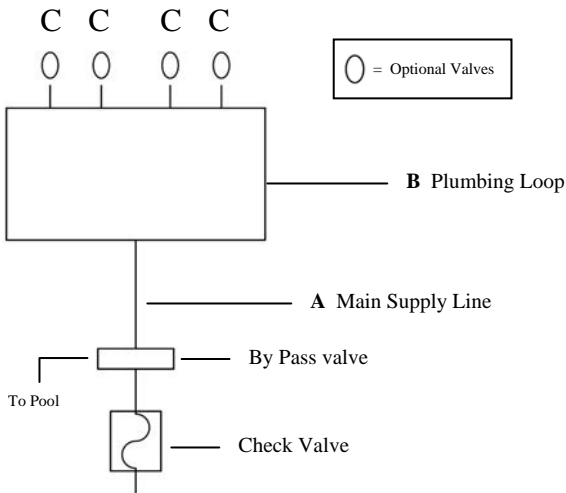 C C C C
= Optional Valves
B Plumbing Loop
A Main Supply Line
By Pass valve
To Pool
Check Valve